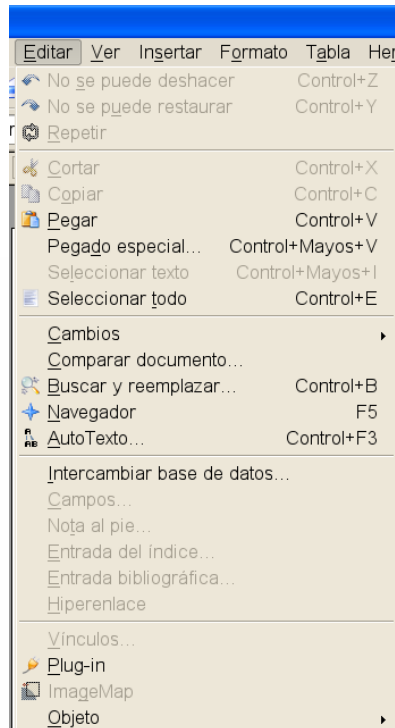 Editar Ver Insertar Formato Tabla
No se puede deshacer Control+Z
No se puede restaurar Control+Y
Repetir
Cortar Control+X
Copiar Control+C
Pegar Control+V
Pegado especial... Control+Mayos+V
Seleccionar texto Control+Mayos+I
Seleccionar todo Control+E
Cambios
Comparar documento...
Buscar y reemplazar... Control+B
Navegador F5
AutoTexto... Control+F3
Intercambiar base de datos...
Campos...
Nota al pie...
Entrada del índice...
Entrada bibliográfica...
Hiperenlace
Vínculos...
Plug-in
ImageMap
Objeto